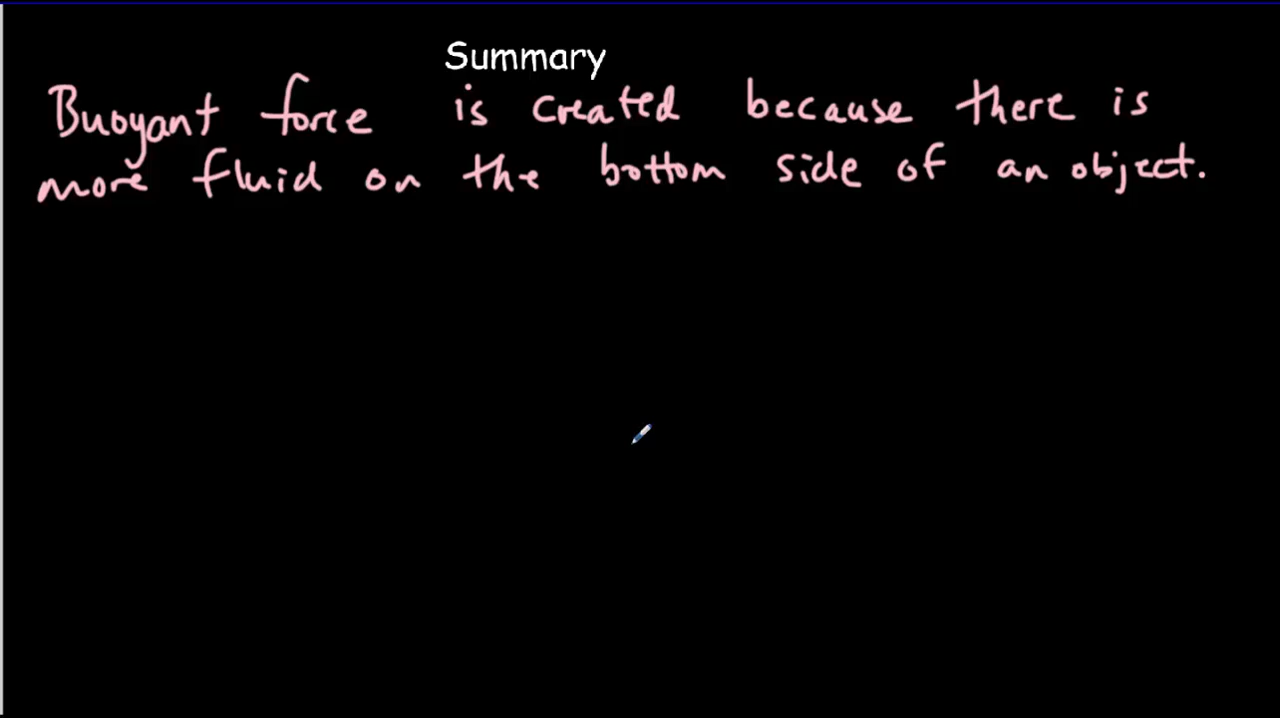 Summary
Buoyant force is created because there is
more fluid on the bottom side of an object.